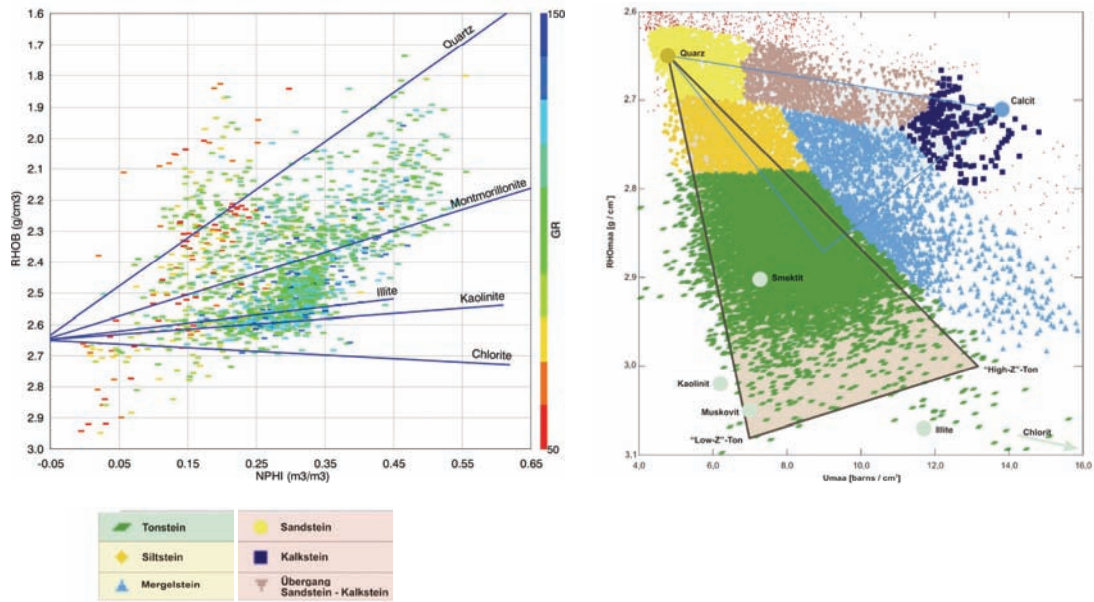 1.6
1.7
1.8
1.9
2.0
2.1
2.2
2.3
2.4
2.5
2.6
2.7
2.8
2.9
3.0
RHOB (g/cm3)
-0.05
0.05
0.15
0.25
0.35
0.45
0.55
0.65
NPHI (m3/m3)
Quartz
Montmorillonite
Illite
Kaolinite
Chlorite
150
GR
50
2.6
2.7
2.8
2.9
3.0
3.1
RHOmaa [g / cm³]
4,0
6,0
8,0
10,0
12,0
14,0
16,0
Umaa [barns / cm³]
Quarz
Calcit
Smektit
"High-Z"-Ton
Kaolinit
Muskovit
"Low-Z"-Ton
Illite
Chlorit
Tonstein
Sandstein
Siltstein
Kalkstein
Mergelstein
Übergang
Sandstein - Kalkstein